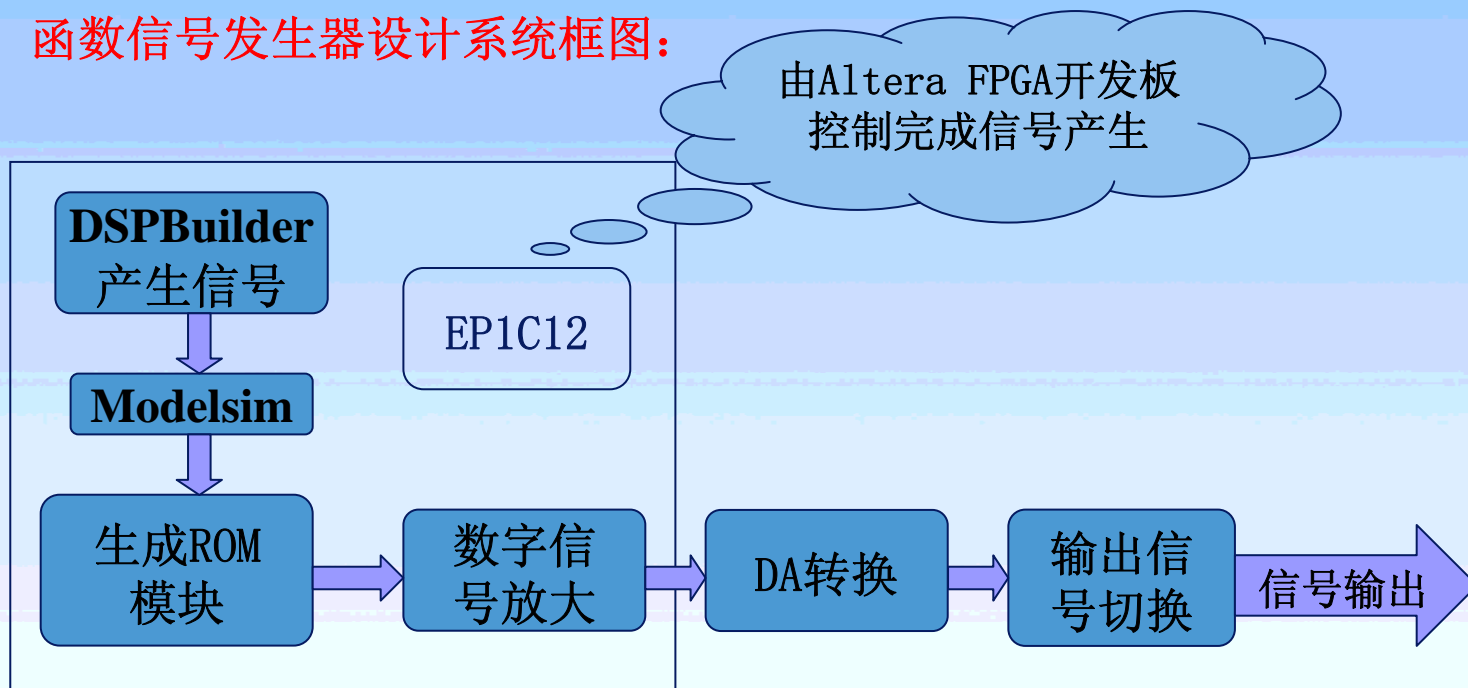 函数信号发生器设计系统框图：
由Altera FPGA开发板
控制完成信号产生
DSPBuilder
产生信号
EP1C12
Modelsim
生成ROM
模块
数字信
号放大
DA转换
输出信
号切换
信号输出